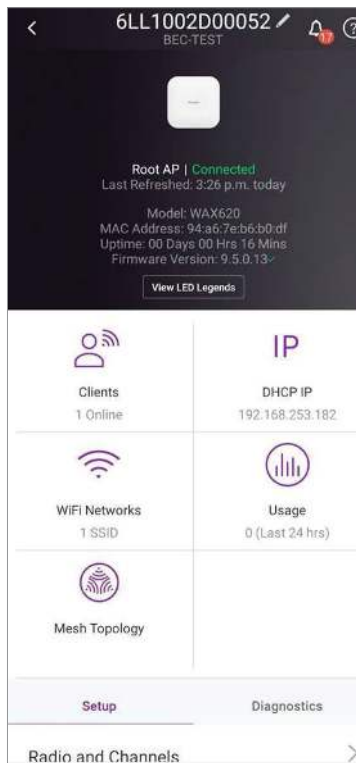 6LL1002D00052
BEC-TEST
17
Root AP | Connected
Last Refreshed: 3:26 p.m. today
Model: WAX620
MAC Address: 94:a6:7e:b6:b0:df
Uptime: 00 Days 00 Hrs 16 Mins
Firmware Version: 9.5.0.13
View LED Legends
IP
Clients
DHCP IP
1 Online
192.168.253.182
WiFi Networks
Usage
1 SSID
0 (Last 24 hrs)
Mesh Topology
Setup
Diagnostics
Radio and Channels